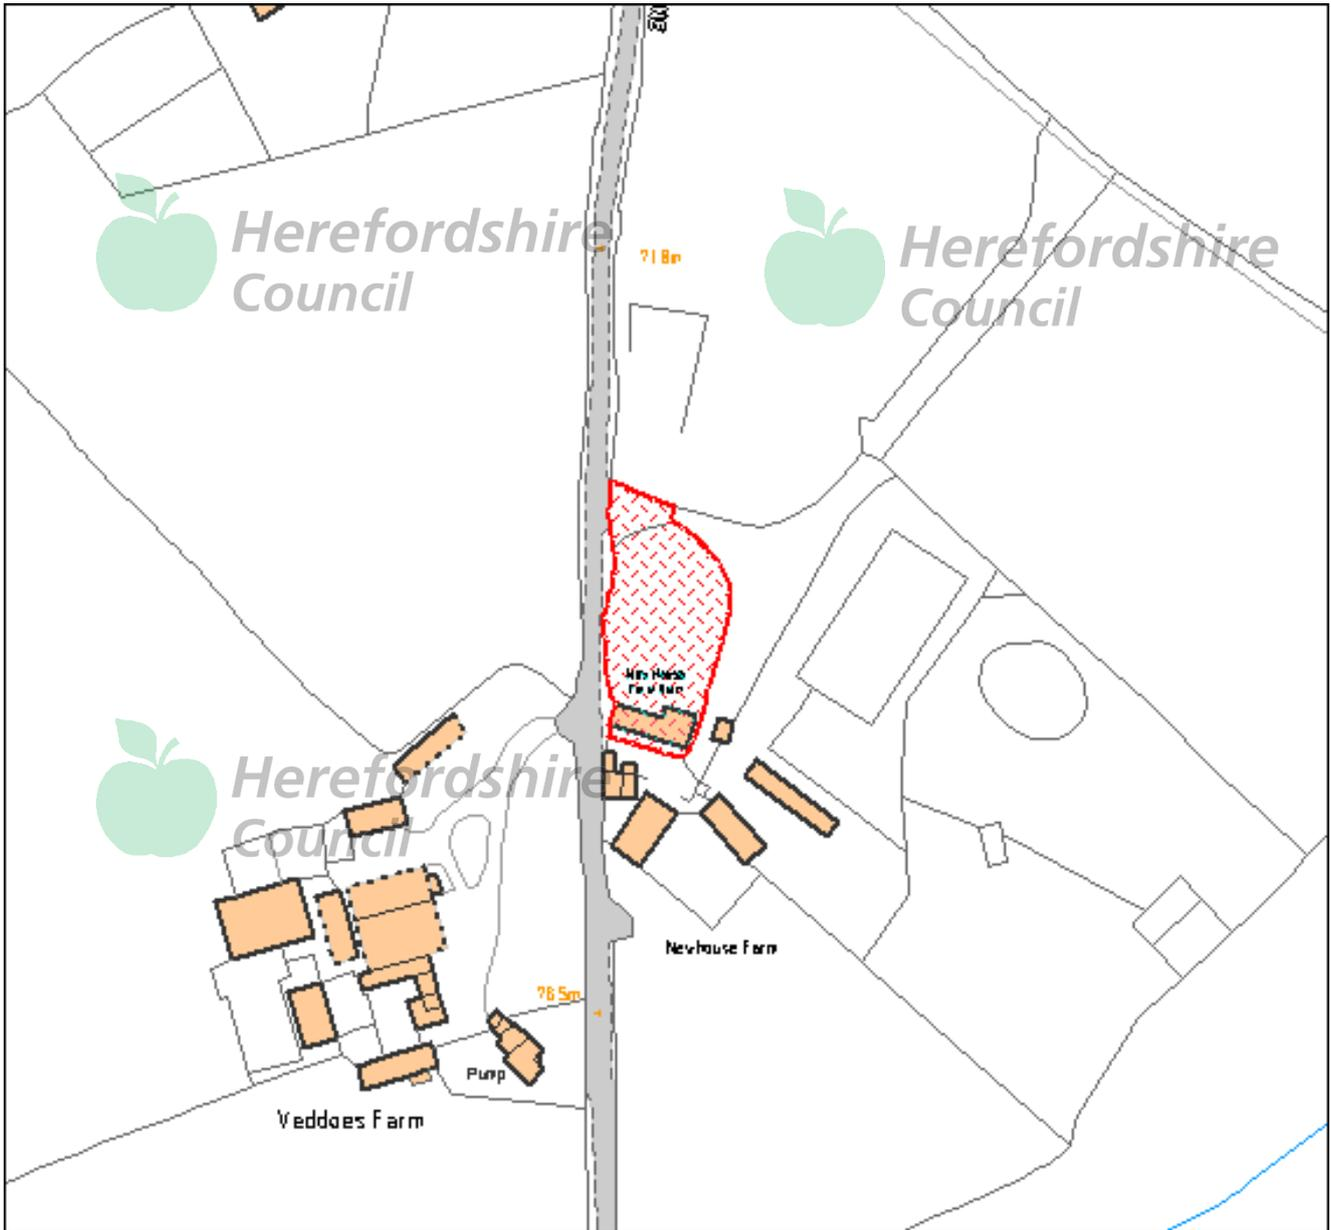 Herefordshire
Council
71.8m
Herefordshire
Council
Herefordshire
Council
Newhouse Farm
76.5m
Pump
Veddoes Farm